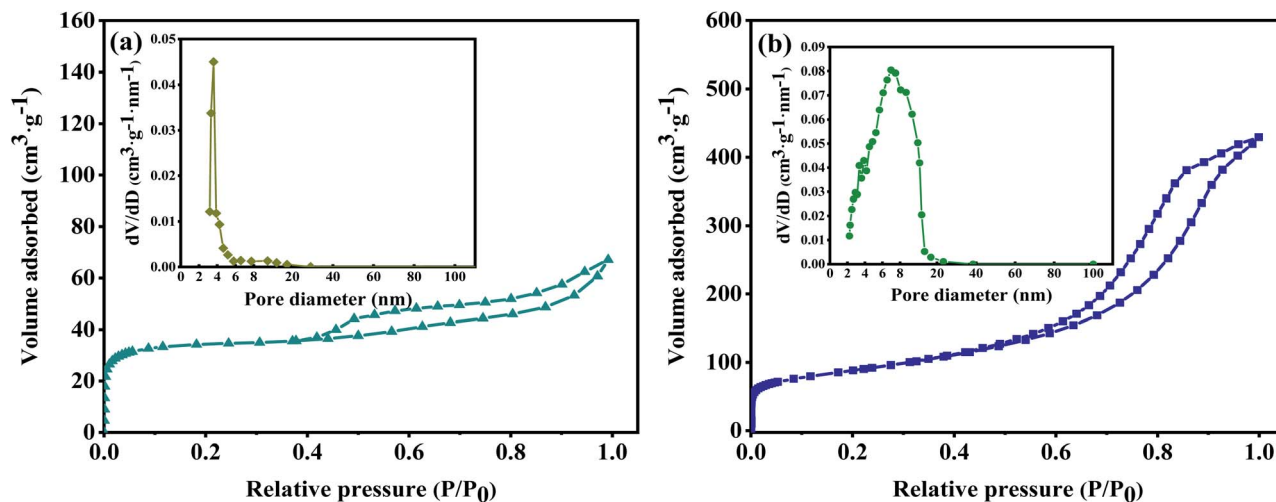 (a)
Volume adsorbed (cm³·g⁻¹)
160
140
120
100
80
60
40
20
0
0.0 0.2 0.4 0.6 0.8 1.0
Relative pressure (P/P₀)
dV/dD (cm³·g⁻¹·nm⁻¹)
0.05
0.04
0.03
0.02
0.01
0.00
0 2 4 6 8 10 20 40 60 80 100
Pore diameter (nm)
(b)
Volume adsorbed (cm³·g⁻¹)
600
500
400
300
200
100
0
0.0 0.2 0.4 0.6 0.8 1.0
Relative pressure (P/P₀)
dV/dD (cm³·g⁻¹·nm⁻¹)
0.09
0.08
0.07
0.06
0.05
0.04
0.03
0.02
0.01
0.00
0 2 4 6 8 20 40 60 80 100
Pore diameter (nm)